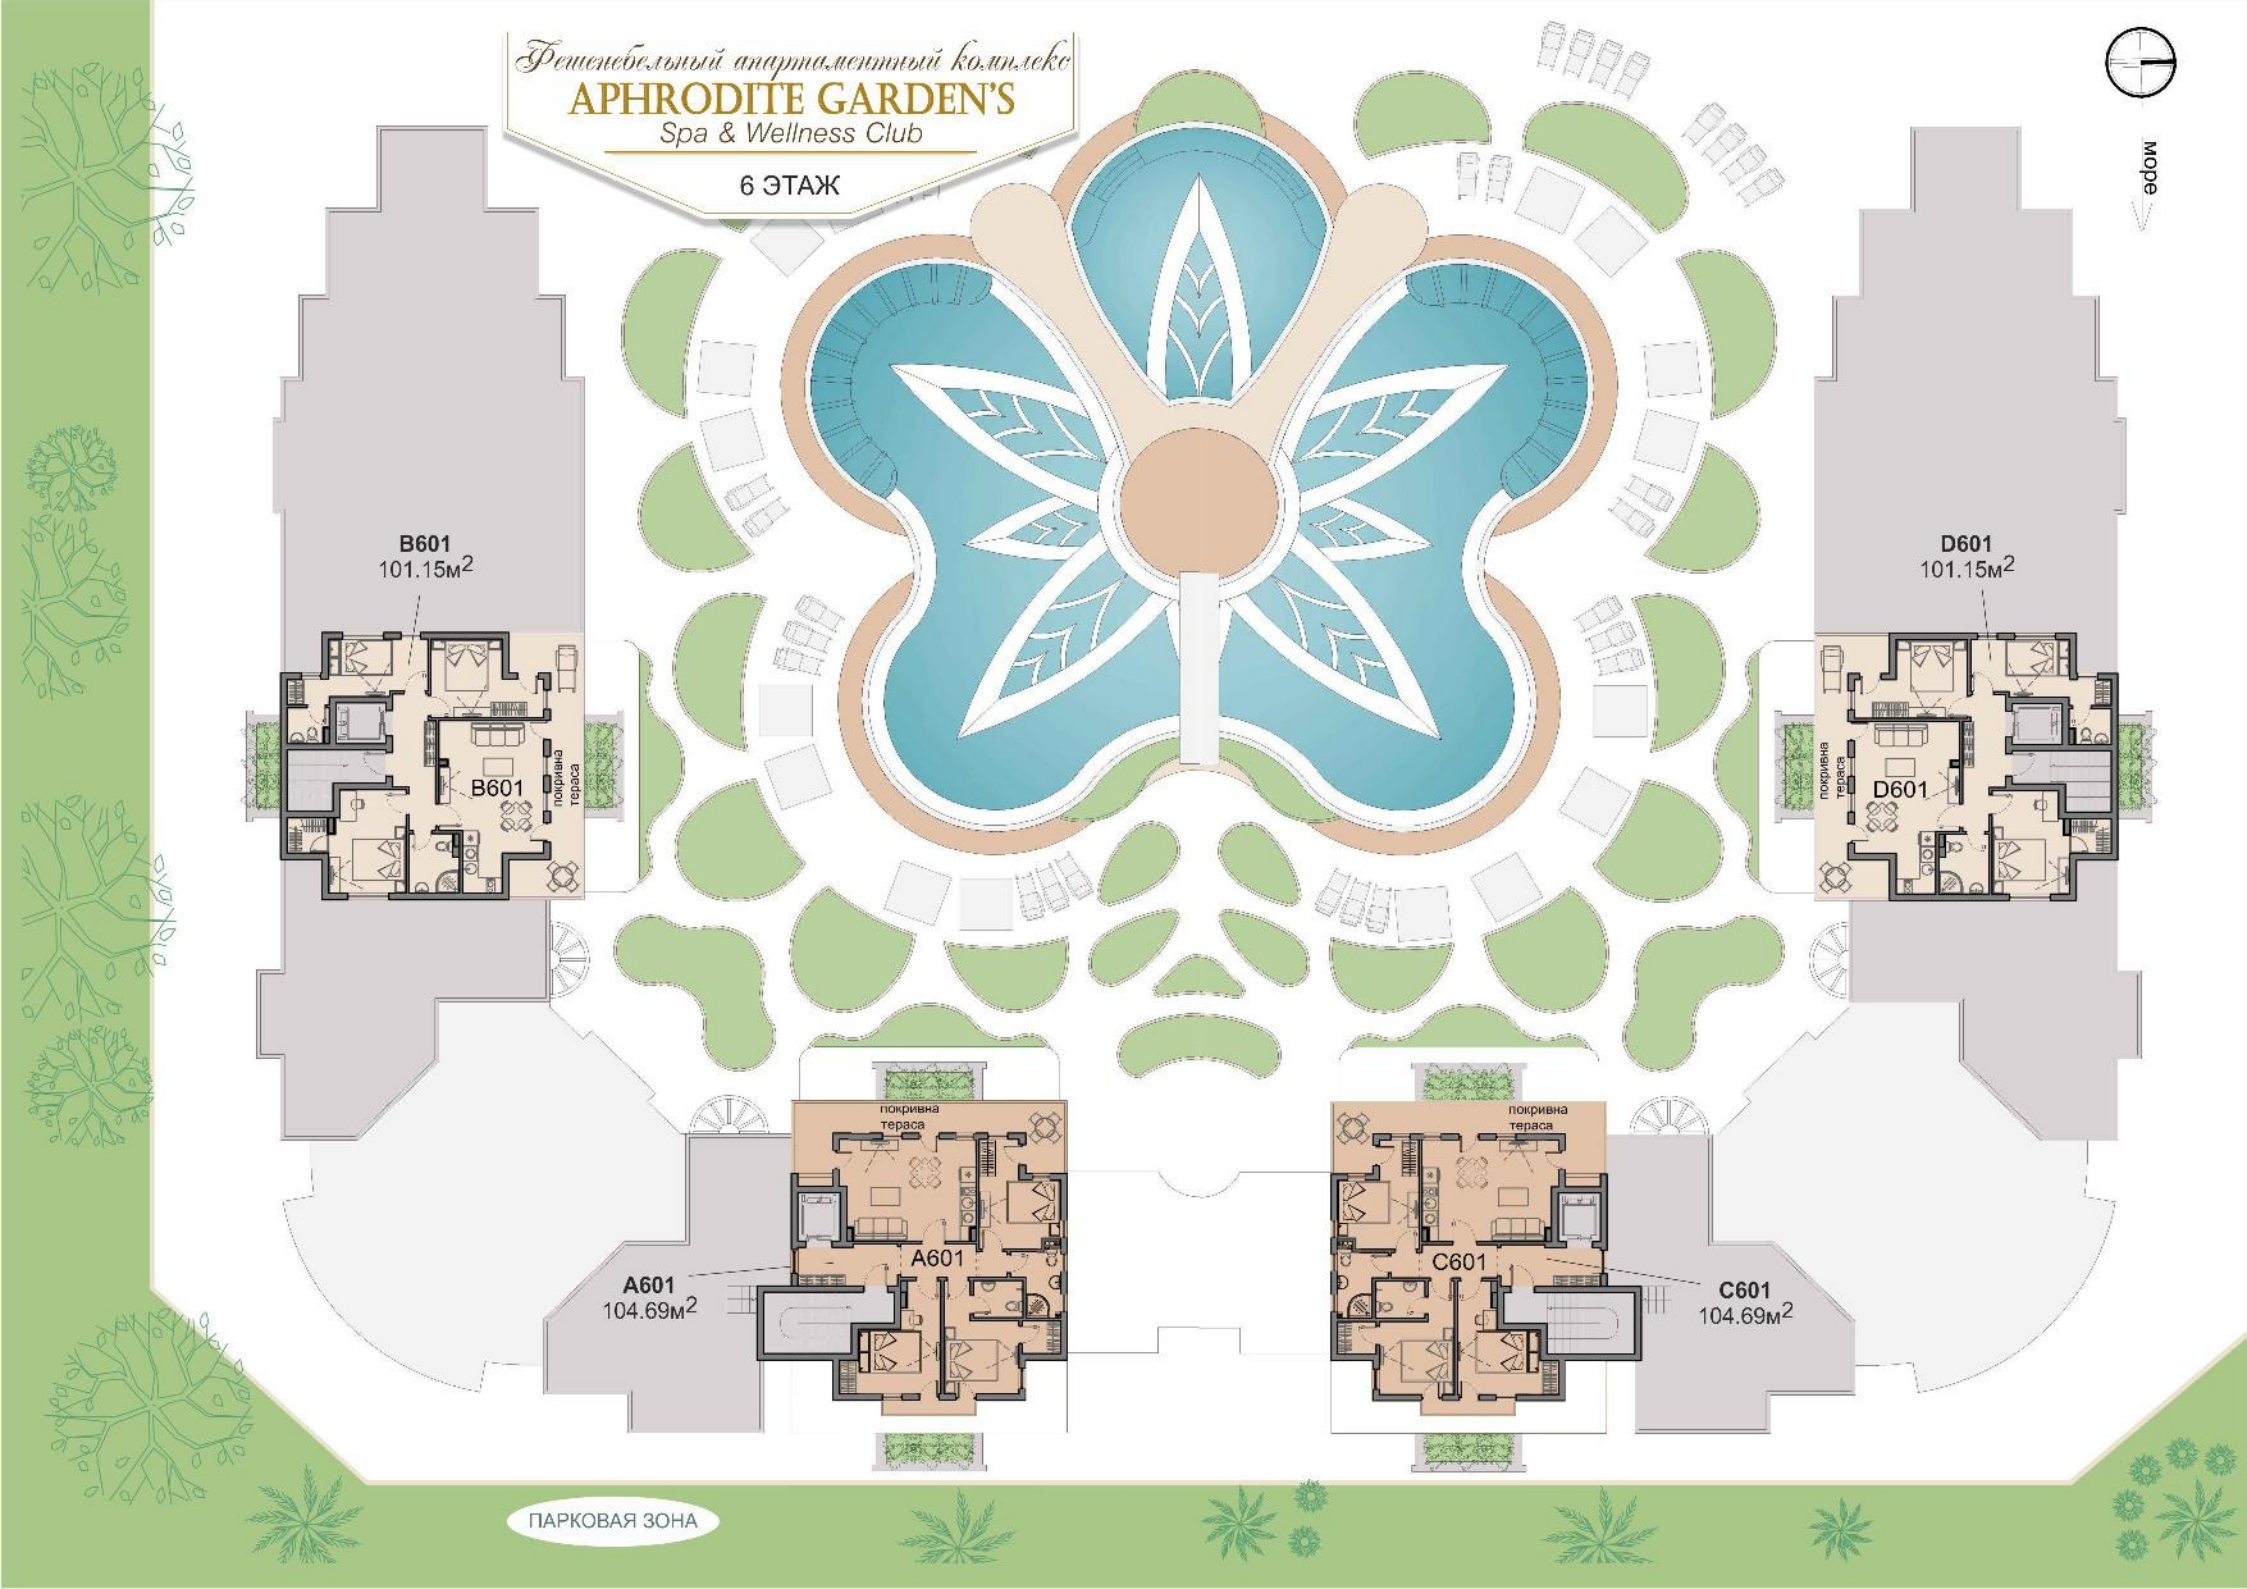 Фешенебельный апартаментный комплекс
APHRODITE GARDEN'S
Spa & Wellness Club
6 ЭТАЖ
море
B601
101.15м2
D601
101.15м2
B601
покривна
тераса
D601
покривна
тераса
покривна
тераса
A601
A601
104.69м2
покривна
тераса
C601
C601
104.69м2
ПАРКОВАЯ ЗОНА